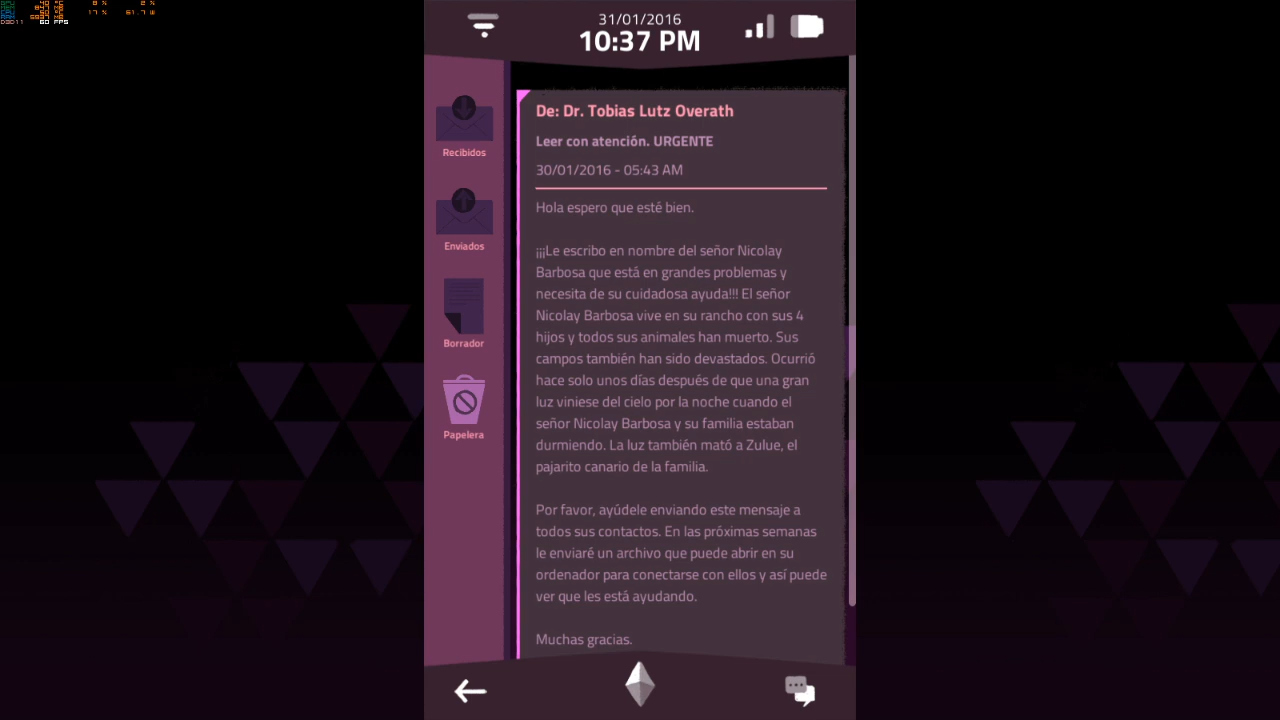 31/01/2016
10:37 PM
Recibidos
Enviados
Borrador
Papelera
De: Dr. Tobias Lutz Overath
Leer con atención. URGENTE
30/01/2016 - 05:43 AM
Hola espero que esté bien.
¡¡¡Le escribo en nombre del señor Nicolay
Barbosa que está en grandes problemas y
necesita de su cuidadosa ayuda!!! El señor
Nicolay Barbosa vive en su rancho con sus 4
hijos y todos sus animales han muerto. Sus
campos también han sido devastados. Ocurrió
hace solo unos días después de que una gran
luz viniese del cielo por la noche cuando el
señor Nicolay Barbosa y su familia estaban
durmiendo. La luz también mató a Zulue, el
pajarito canario de la familia.
Por favor, ayúdele enviando este mensaje a
todos sus contactos. En las próximas semanas
le enviaré un archivo que puede abrir en su
ordenador para conectarse con ellos y así puede
ver que les está ayudando.
Muchas gracias.